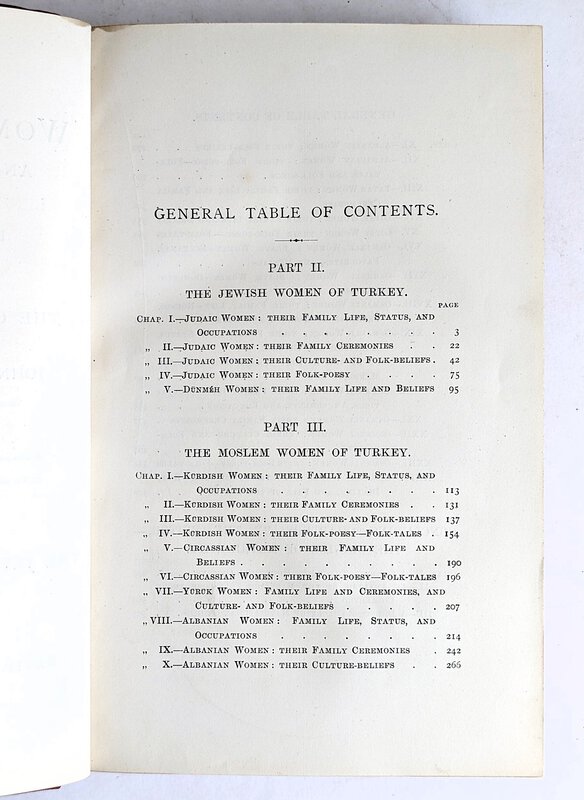 GENERAL TABLE OF CONTENTS.
PART II.
THE JEWISH WOMEN OF TURKEY.
PAGE
Chap. I.—Judaic Women: their Family Life, Status, and
Occupations . . . . . . . 3
„ II.—Judaic Women: their Family Ceremonies . . 22
„ III.—Judaic Women: their Culture- and Folk-beliefs . 42
„ IV.—Judaic Women: their Folk-poesy . . . . 75
„ V.—Dünmeh Women: their Family Life and Beliefs 95
PART III.
THE MOSLEM WOMEN OF TURKEY.
Chap. I.—Kŭrdish Women: their Family Life, Status, and
Occupations . . . . . . . 113
„ II.—Kŭrdish Women: their Family Ceremonies . . 131
„ III.—Kŭrdish Women: their Culture- and Folk-beliefs 137
„ IV.—Kŭrdish Women: their Folk-poesy—Folk-tales . 154
„ V.—Circassian Women: their Family Life and
Beliefs . . . . . . . . 190
„ VI.—Circassian Women: their Folk-poesy—Folk-tales 196
„ VII.—Yŭrŭk Women: Family Life and Ceremonies, and
Culture- and Folk-beliefs . . . . . 207
„ VIII.—Albanian Women: Family Life, Status, and
Occupations . . . . . . . 214
„ IX.—Albanian Women: their Family Ceremonies . 242
„ X.—Albanian Women: their Culture-beliefs . . 266